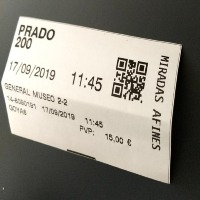 PRADO
200
17/09/2019 11:45
GENERAL MUSEO 2-2
17/09/2019 11:45
GOYA6
PVP: 15,00 €
MIRADAS AFINES